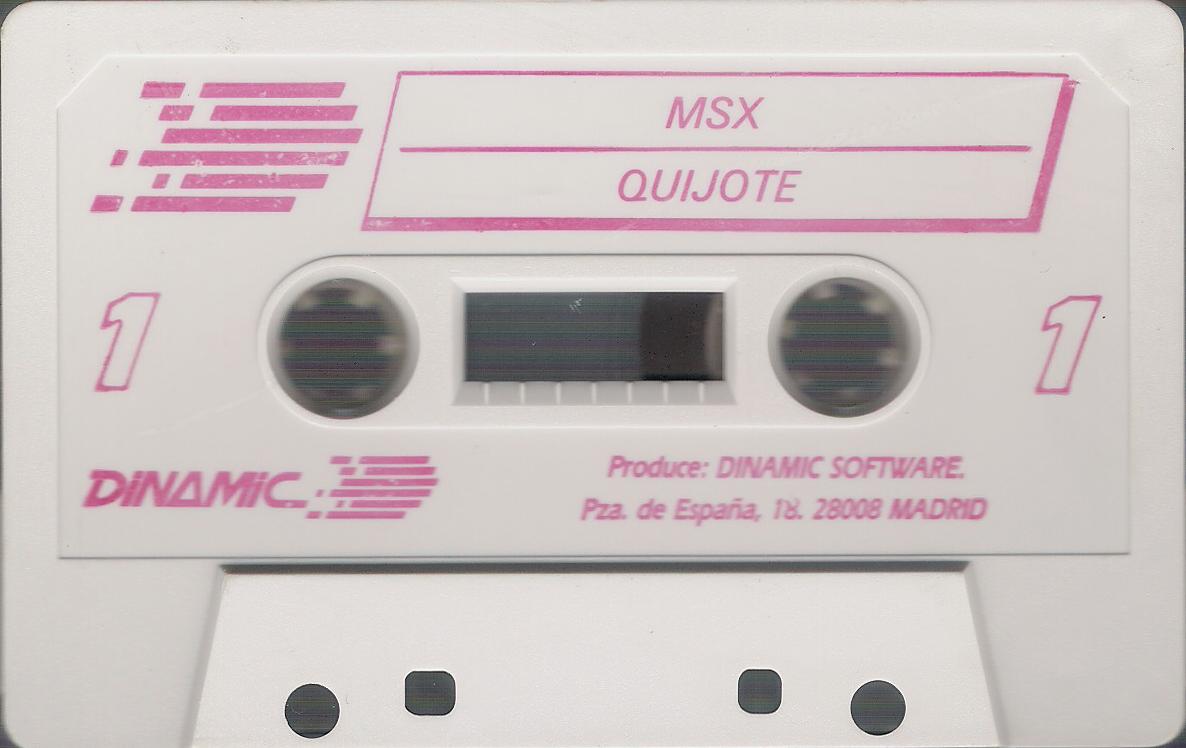 MSX
QUIJOTE
1
1
DINAMIC
Produce: DINAMIC SOFTWARE.
Pza. de España, 18. 28008 MADRID